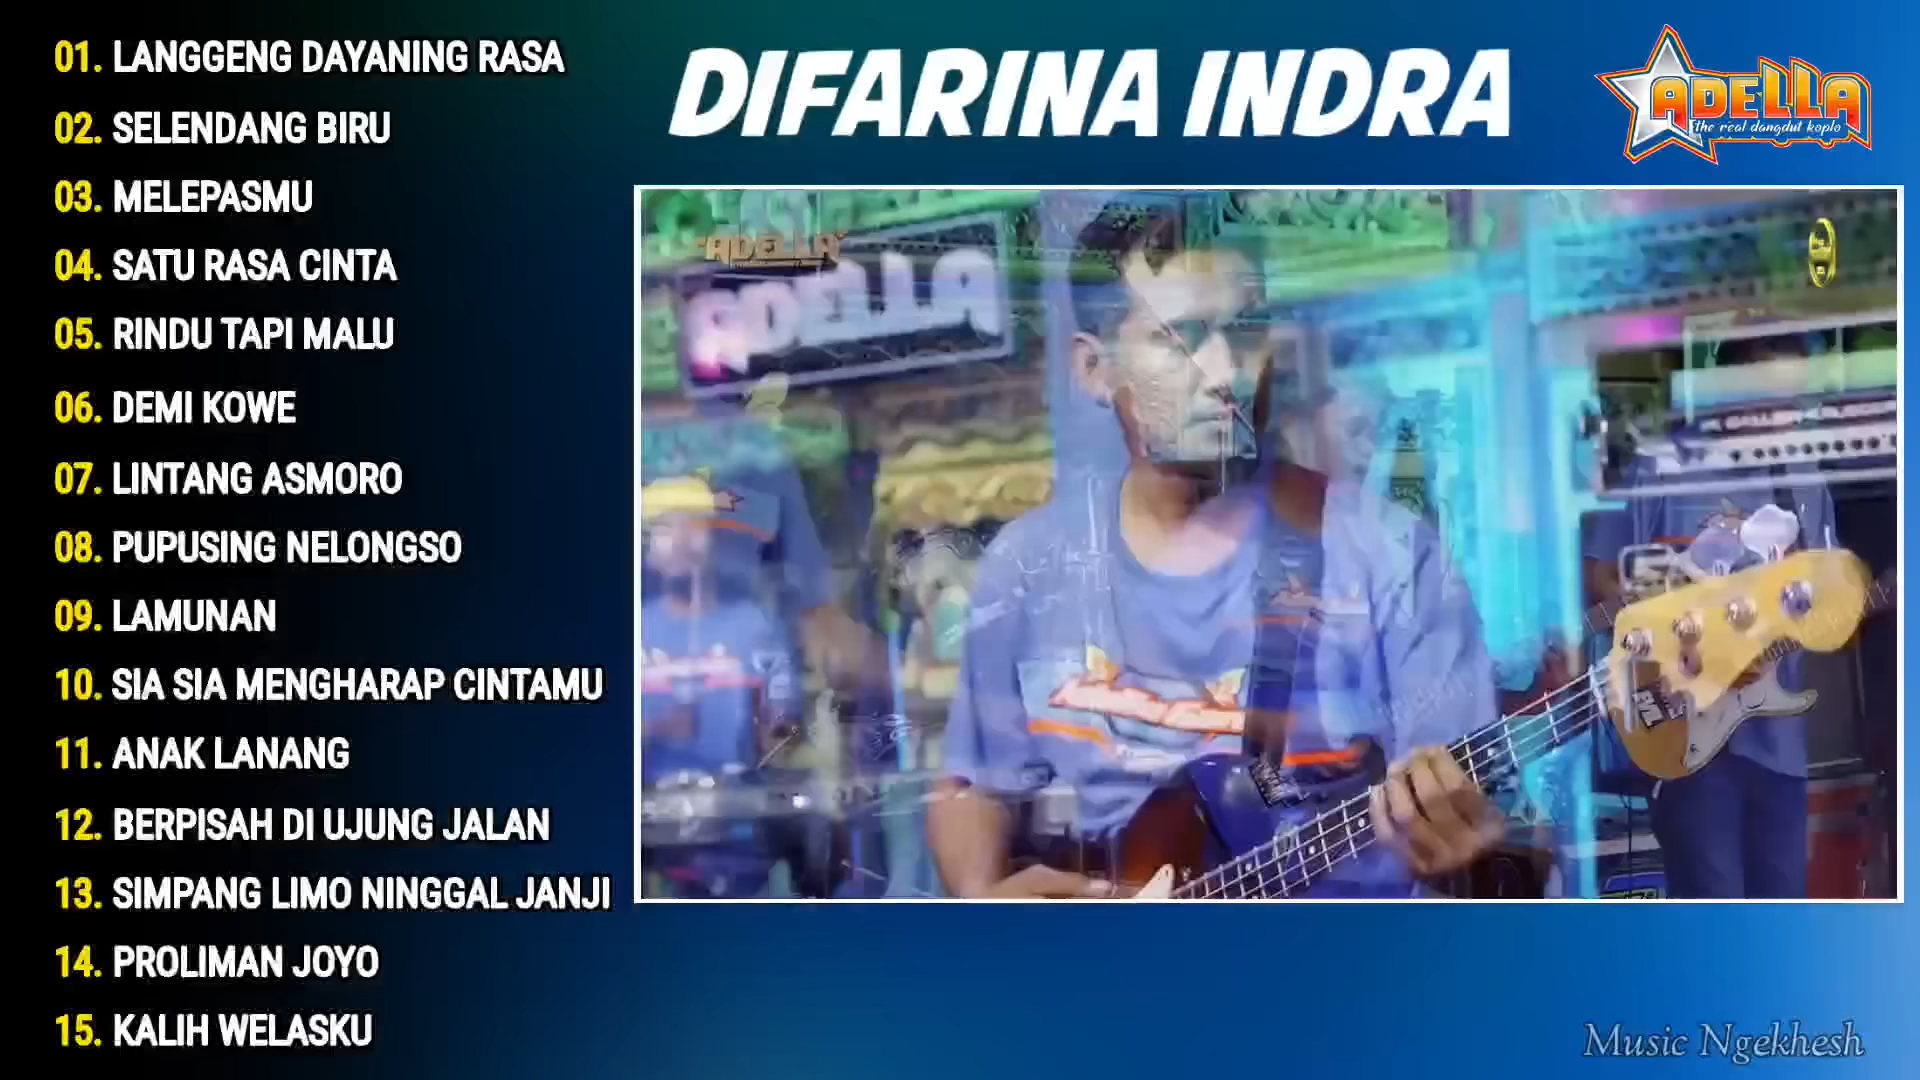 01. LANGGENG DAYANING RASA
02. SELENDANG BIRU
03. MELEPASMU
04. SATU RASA CINTA
05. RINDU TAPI MALU
06. DEMI KOWE
07. LINTANG ASMORO
08. PUPUSING NELONGSO
09. LAMUNAN
10. SIA SIA MENGHARAP CINTAMU
11. ANAK LANANG
12. BERPISAH DI UJUNG JALAN
13. SIMPANG LIMO NINGGAL JANJI
14. PROLIMAN JOYO
15. KALIH WELASKU
DIFARINA INDRA
ADELLA
the real dangdut koplo
ADELLA
ADELLA
Music Ngekhesh